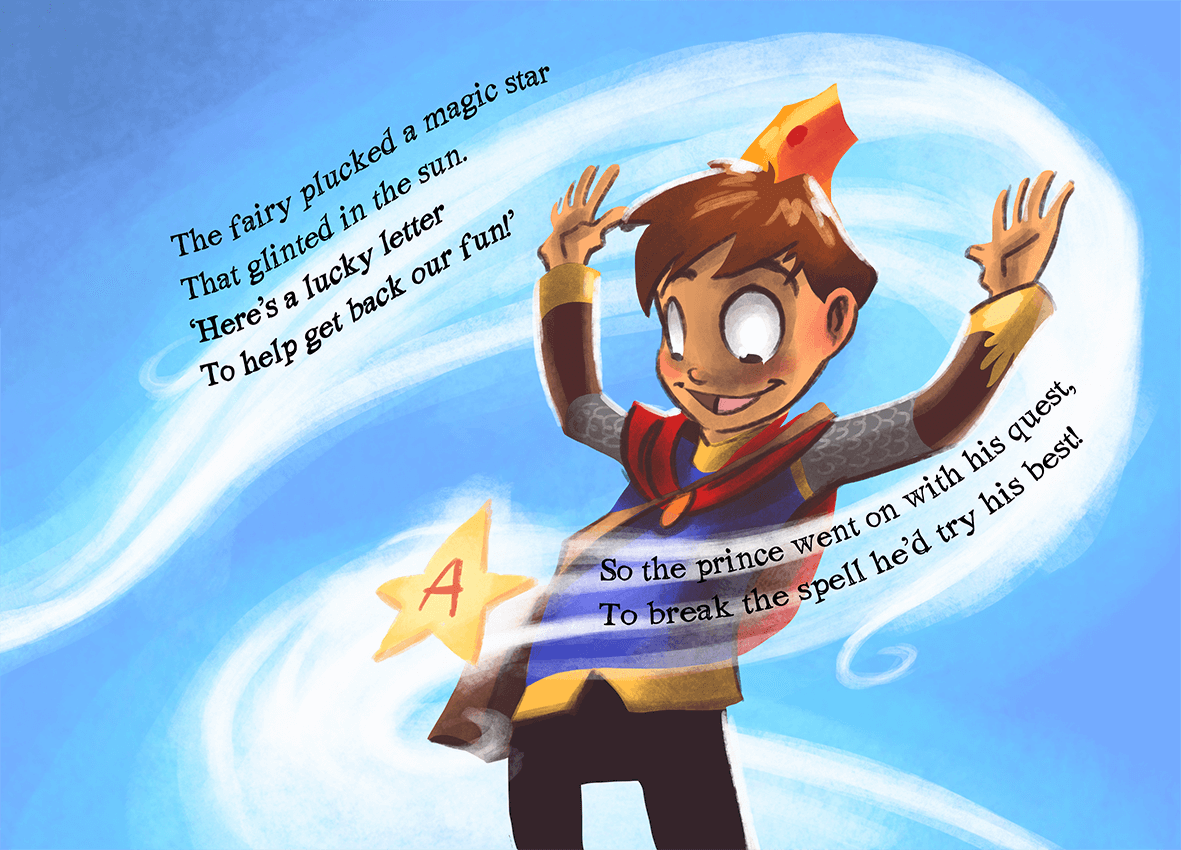 The fairy plucked a magic star
That glinted in the sun.
‘Here’s a lucky letter
To help get back our fun!’
A
So the prince went on with his quest,
To break the spell he’d try his best!